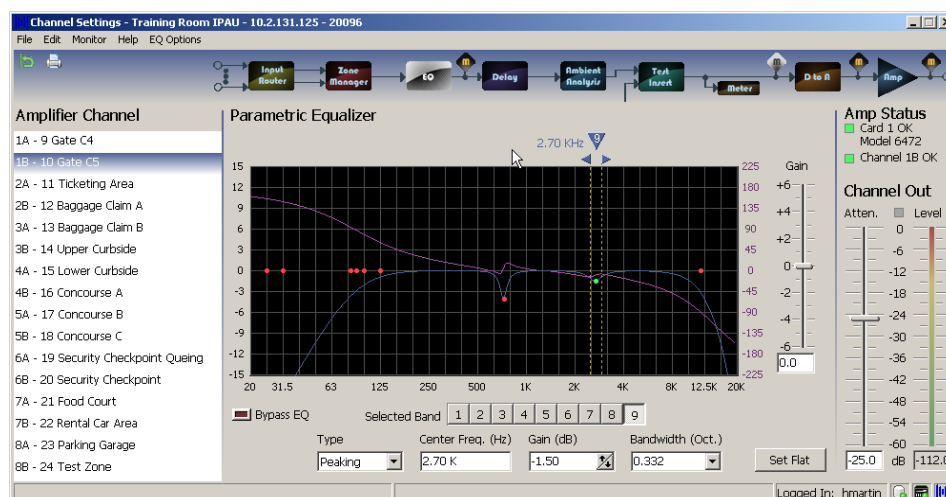 Channel Settings - Training Room IPAU - 10.2.131.125 - 20096
File Edit Monitor Help EQ Options
Input Router
Zone Manager
EQ
m
Delay
Ambient Analysis
Test Insert
Meter
m
D to A
m
Amp
m
Amplifier Channel
1A - 9 Gate C4
1B - 10 Gate C5
2A - 11 Ticketing Area
2B - 12 Baggage Claim A
3A - 13 Baggage Claim B
3B - 14 Upper Curbside
4A - 15 Lower Curbside
4B - 16 Concourse A
5A - 17 Concourse B
5B - 18 Concourse C
6A - 19 Security Checkpoint Queing
6B - 20 Security Checkpoint
7A - 21 Food Court
7B - 22 Rental Car Area
8A - 23 Parking Garage
8B - 24 Test Zone
Parametric Equalizer
2.70 KHz 9
15 225
12 180
9 135
6 90
3 45
0 0
-3 -45
-6 -90
-9 -135
-12 -180
-15 -225
20 31.5 63 125 250 500 1K 2K 4K 8K 12.5K 20K
Gain
+6
+4
+2
0
-2
-4
-6
0.0
Bypass EQ Selected Band 1 2 3 4 5 6 7 8 9
Type Center Freq. (Hz) Gain (dB) Bandwidth (Oct.)
Peaking 2.70 K -1.50 0.332 Set Flat
Amp Status
Card 1 OK
Model 6472
Channel 1B OK
Channel Out
Atten. Level
0
-6
-12
-18
-24
-30
-36
-42
-48
-54
-60
-25.0 dB -112.0
Logged In: hmartin